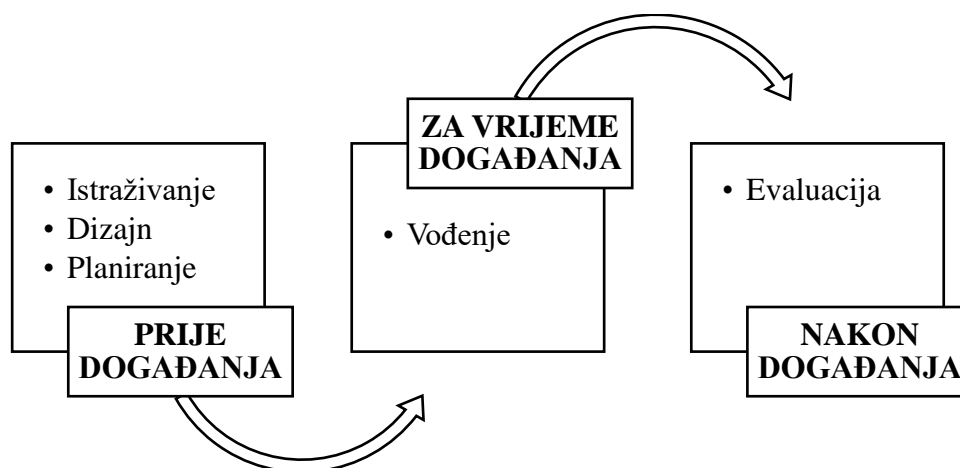 • Istraživanje
• Dizajn
• Planiranje
PRIJE
DOGAĐANJA
ZA VRIJEME
DOGAĐANJA
• Vođenje
• Evaluacija
NAKON
DOGAĐANJA